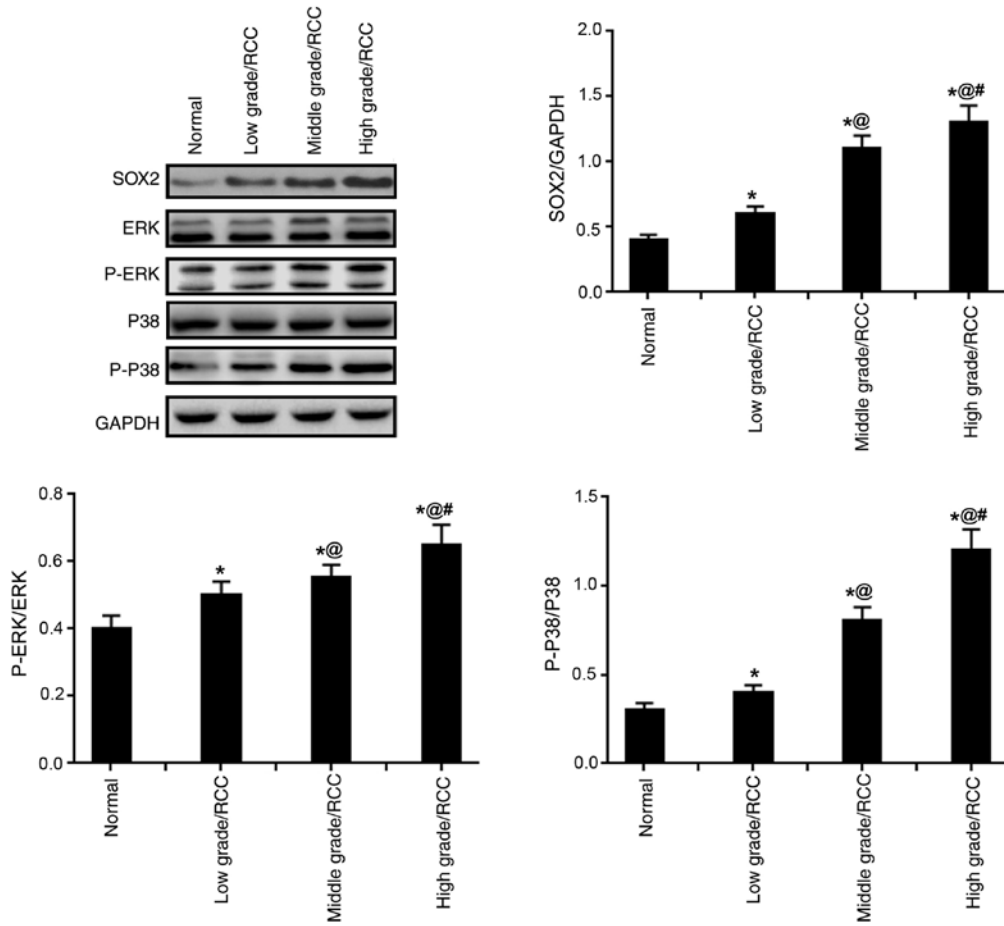 Normal
Low grade/RCC
Middle grade/RCC
High grade/RCC
SOX2
ERK
P-ERK
P38
P-P38
GAPDH
SOX2/GAPDH
2.0
1.5
1.0
0.5
0.0
*
*@
*@#
Normal
Low grade/RCC
Middle grade/RCC
High grade/RCC
P-ERK/ERK
0.8
0.6
0.4
0.2
0.0
*
*@
*@#
Normal
Low grade/RCC
Middle grade/RCC
High grade/RCC
P-P38/P38
1.5
1.0
0.5
0.0
*
*@
*@#
Normal
Low grade/RCC
Middle grade/RCC
High grade/RCC